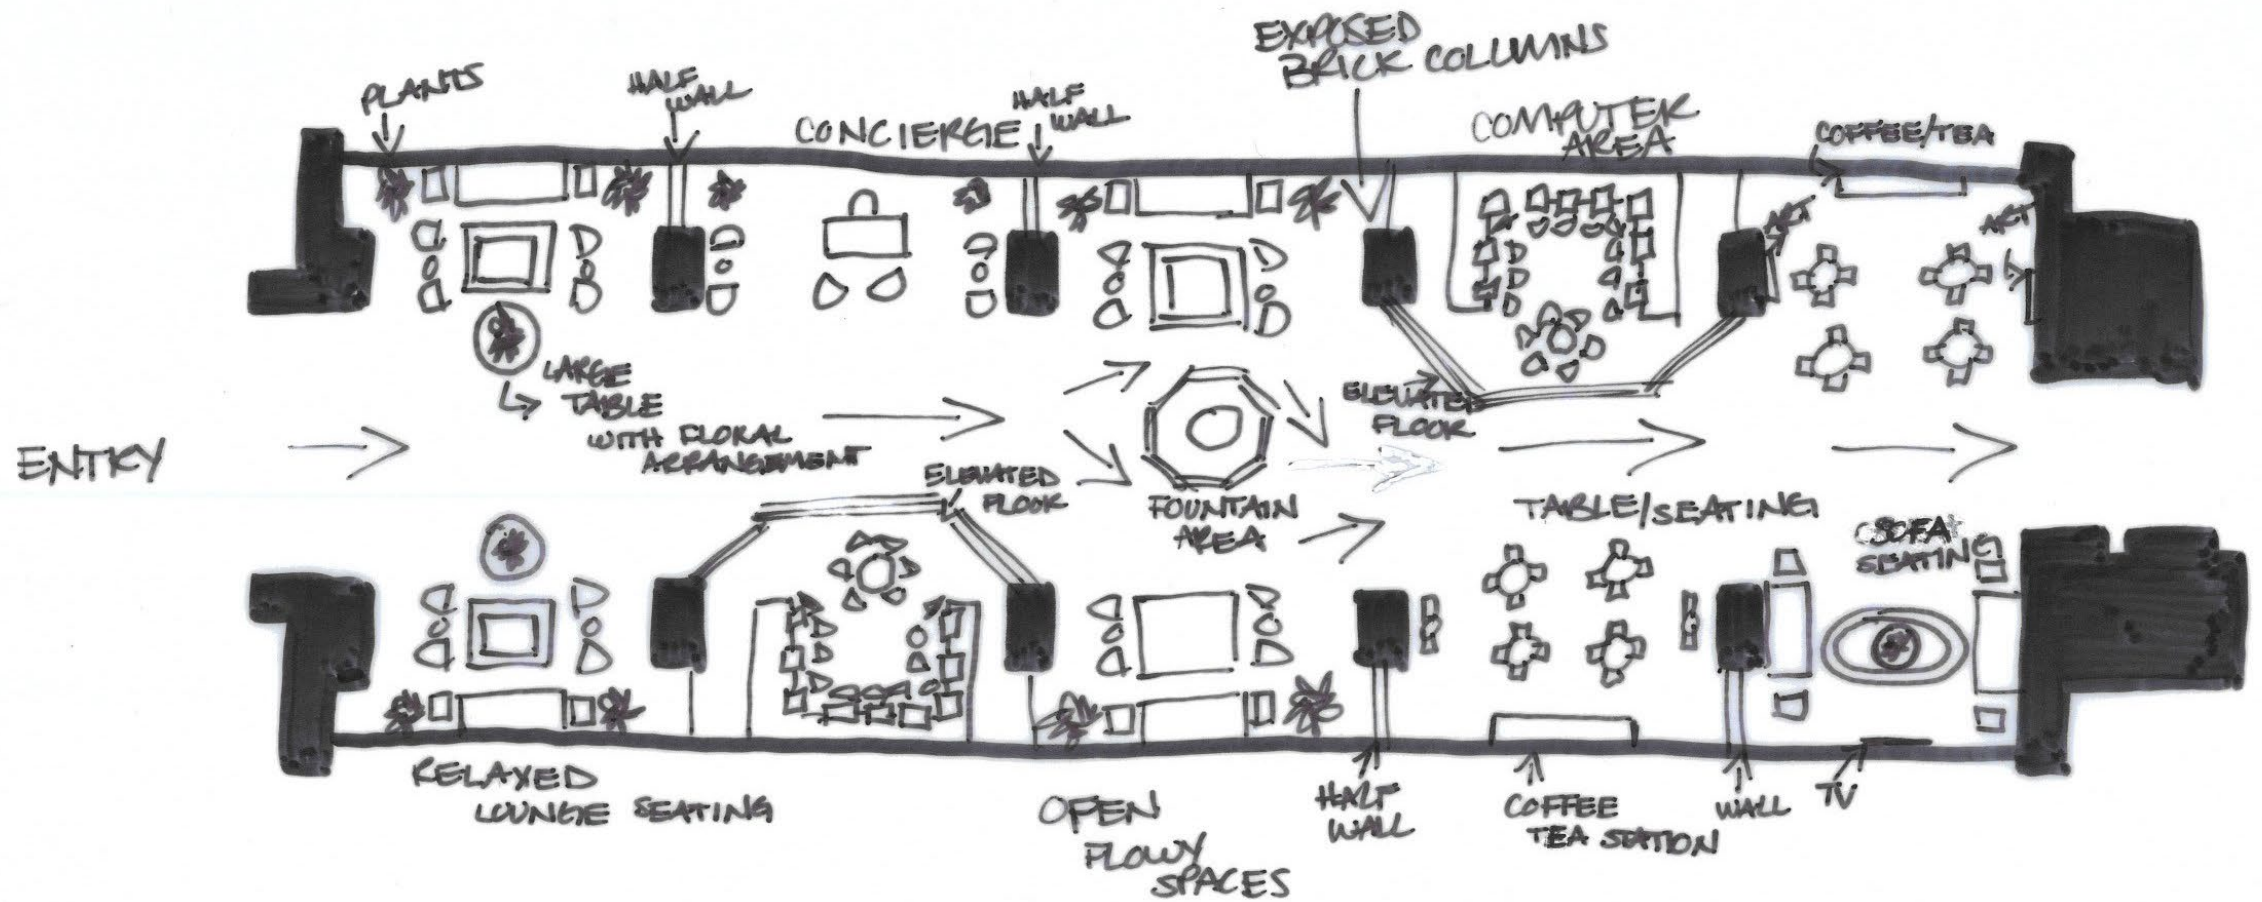 EXPOSED
BRICK COLUMNS
PLANTS
HALF
WALL
CONCIERGE
HALF
WALL
COMPUTER
AREA
COFFEE/TEA
ART
ART
LARGE
TABLE
WITH FLORAL
ARRANGEMENT
ELEVATED
FLOOR
ENTRY
ELEVATED
FLOOR
FOUNTAIN
AREA
TABLE/SEATING
SOFA
SEATING
RELAXED
LOUNGE SEATING
OPEN
FLOWY
SPACES
HALF
WALL
COFFEE
TEA STATION
WALL
TV